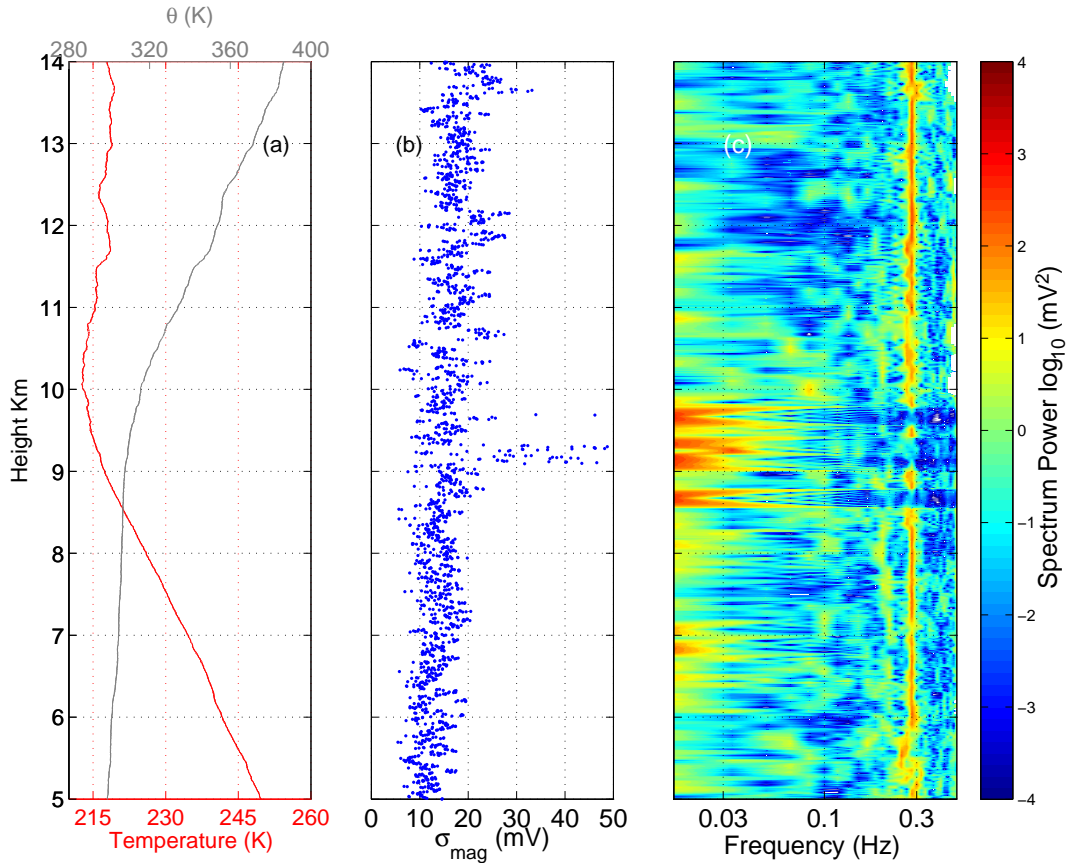 θ (K)
280 320 360 400
14
13
12
11
10
9
8
7
6
5
Height Km
(a)
215 230 245 260
Temperature (K)
(b)
0 10 20 30 40 50
σmag (mV)
(c)
0.03 0.1 0.3
Frequency (Hz)
4
3
2
1
0
−1
−2
−3
−4
Spectrum Power log10 (mV2)